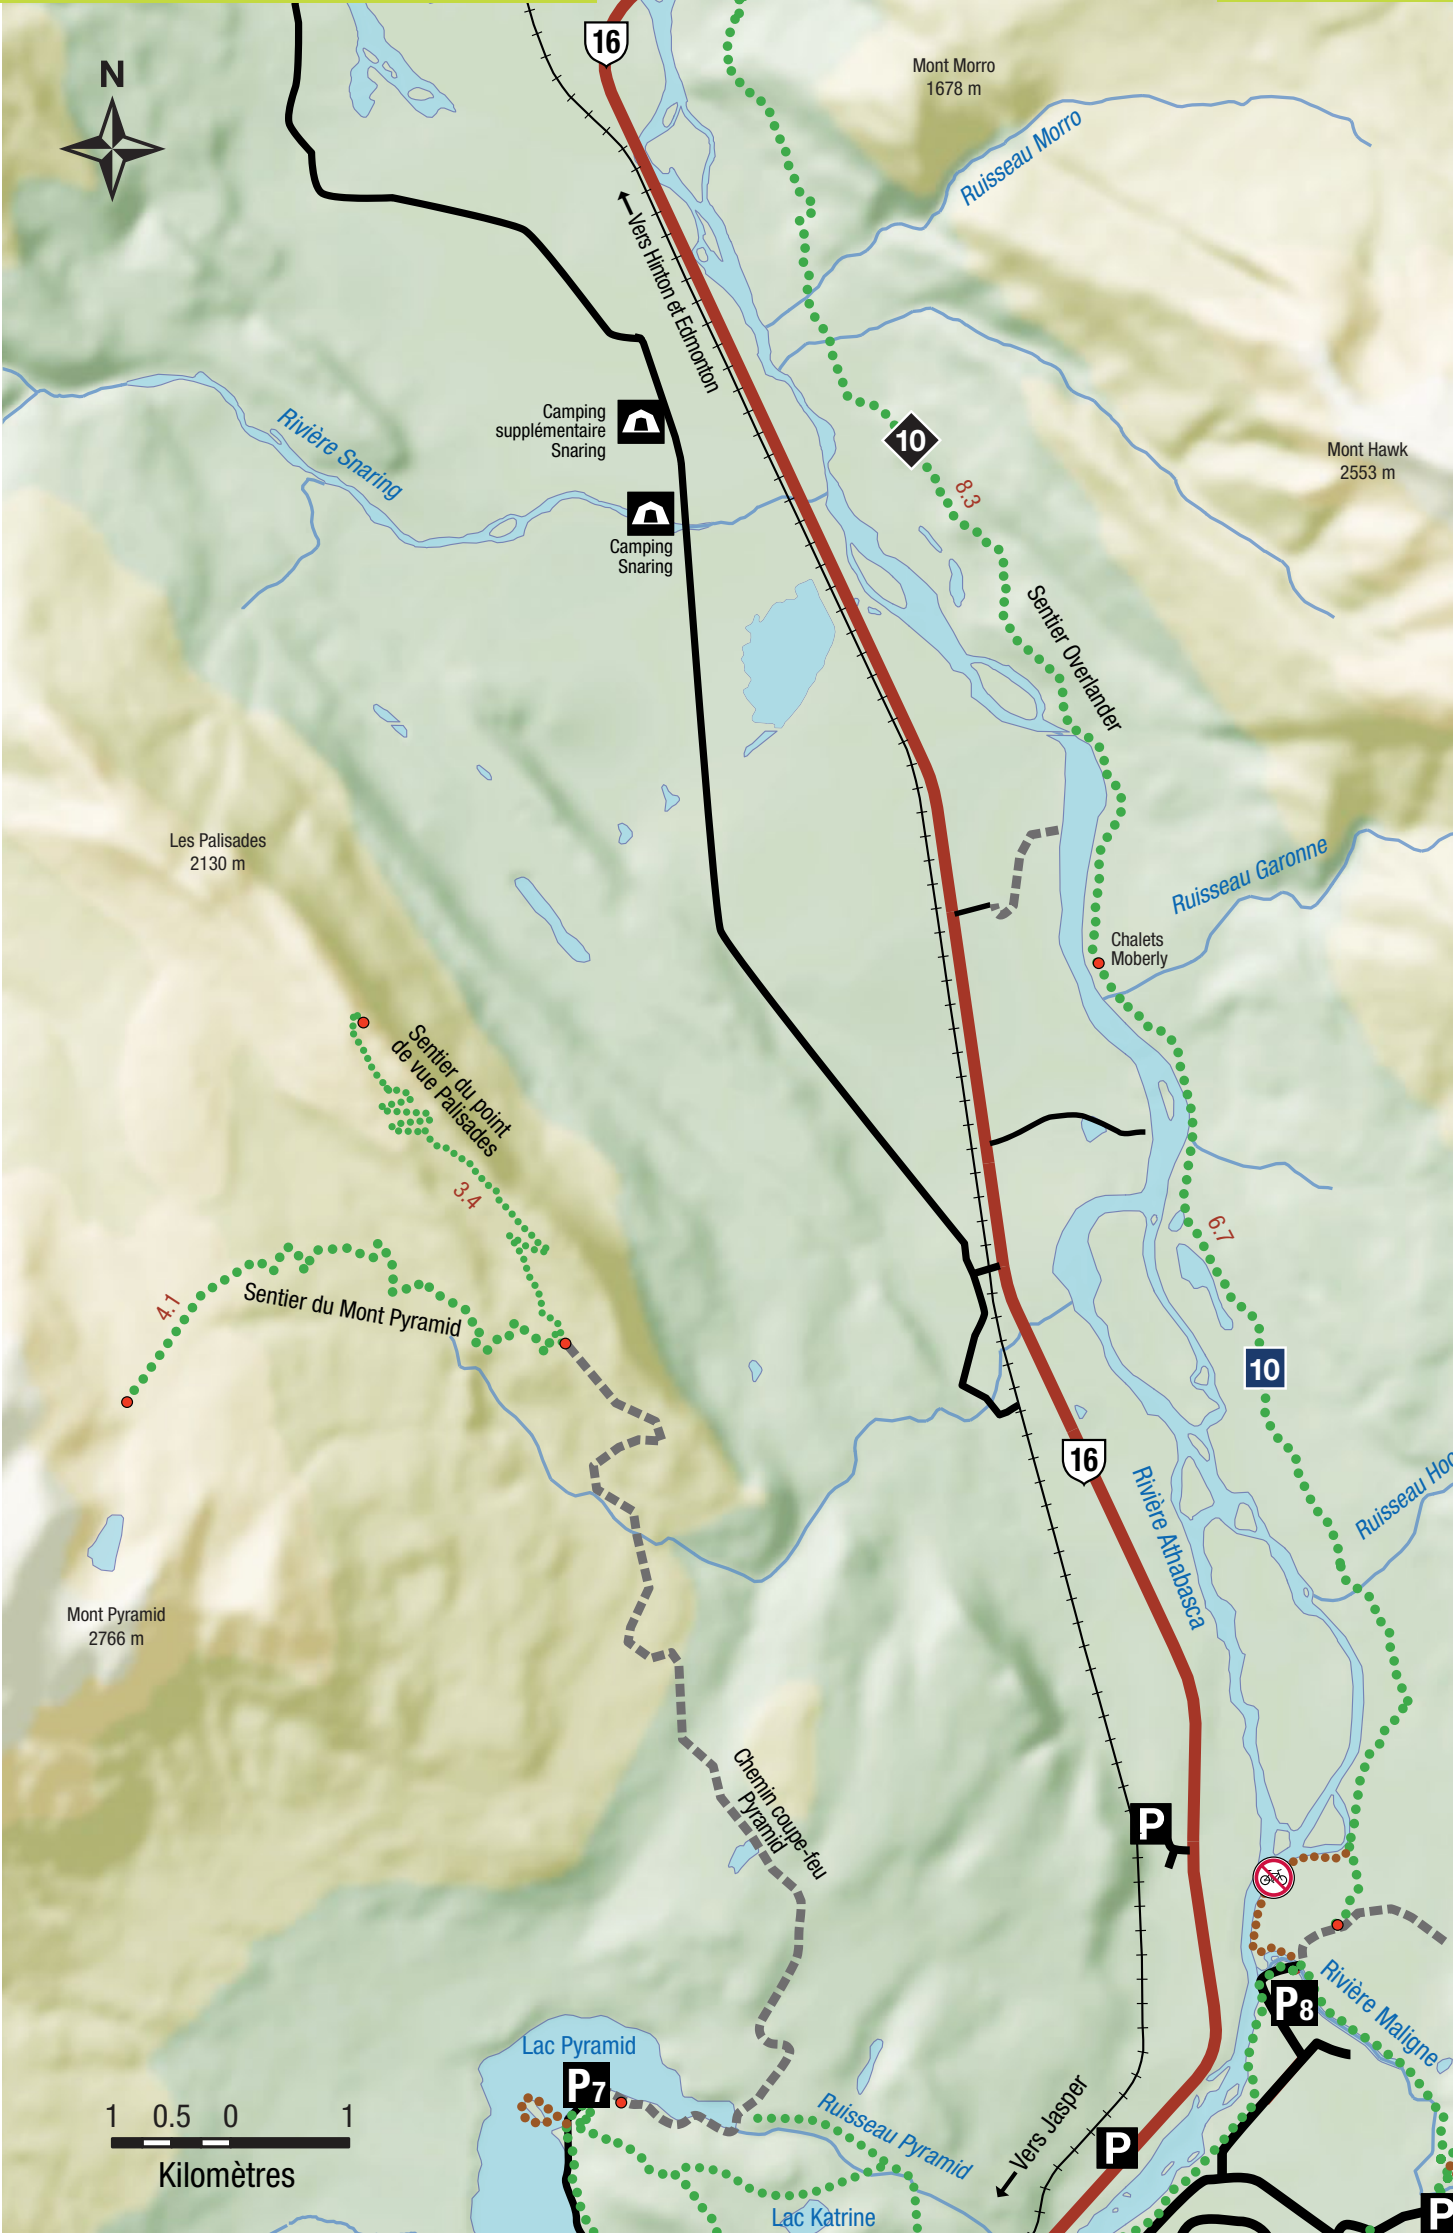 16
N
Mont Morro
1678 m
Ruisseau Morro
Vers Hinton et Edmonton
Camping
supplémentaire
Snaring
Rivière Snaring
10
8.3
Mont Hawk
2553 m
Camping
Snaring
Sentier Overlander
Les Palisades
2130 m
Ruisseau Garonne
Chalets
Moberly
Sentier du point
de vue Palisades
3.4
6.7
4.1
Sentier du Mont Pyramid
10
16
Rivière Athabasca
Ruisseau Hoo
Mont Pyramid
2766 m
Chemin coupe-feu
Pyramid
P
P8
Rivière Maligne
Lac Pyramid
P7
Vers Jasper
Ruisseau Pyramid
P
1 0.5 0 1
Kilomètres
Lac Katrine
P